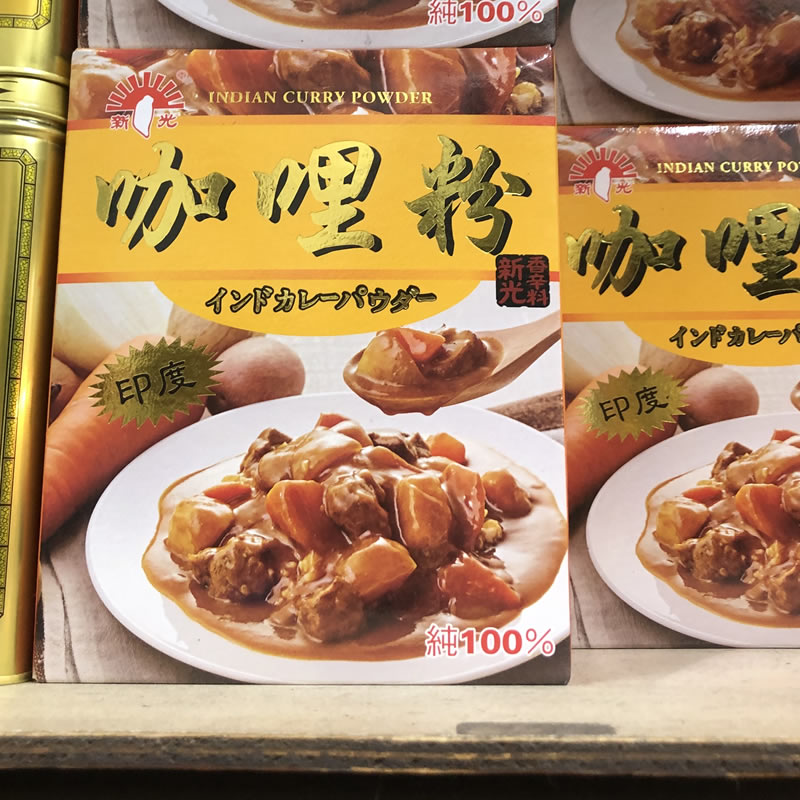 純100%
新光
INDIAN CURRY POWDER
咖哩粉
香辛料
新光
インドカレーパウダー
印度
純100%
新光
INDIAN CURRY
咖哩
インドカレーパ
印度